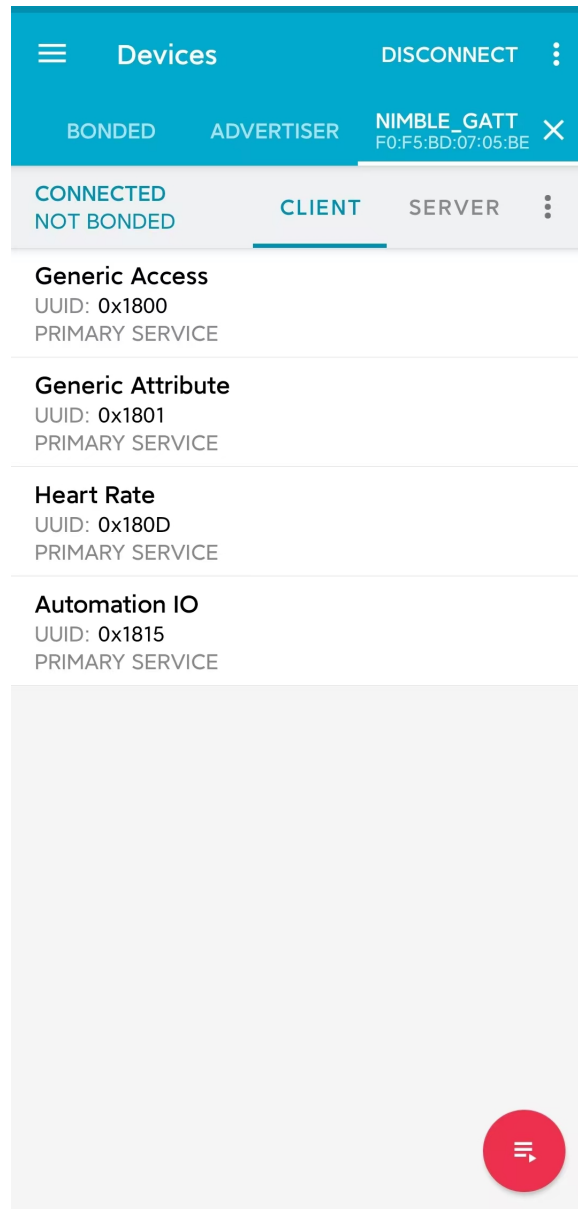 Devices DISCONNECT
BONDED ADVERTISER NIMBLE_GATT
F0:F5:BD:07:05:BE
CONNECTED
NOT BONDED
CLIENT SERVER
Generic Access
UUID: 0x1800
PRIMARY SERVICE
Generic Attribute
UUID: 0x1801
PRIMARY SERVICE
Heart Rate
UUID: 0x180D
PRIMARY SERVICE
Automation IO
UUID: 0x1815
PRIMARY SERVICE